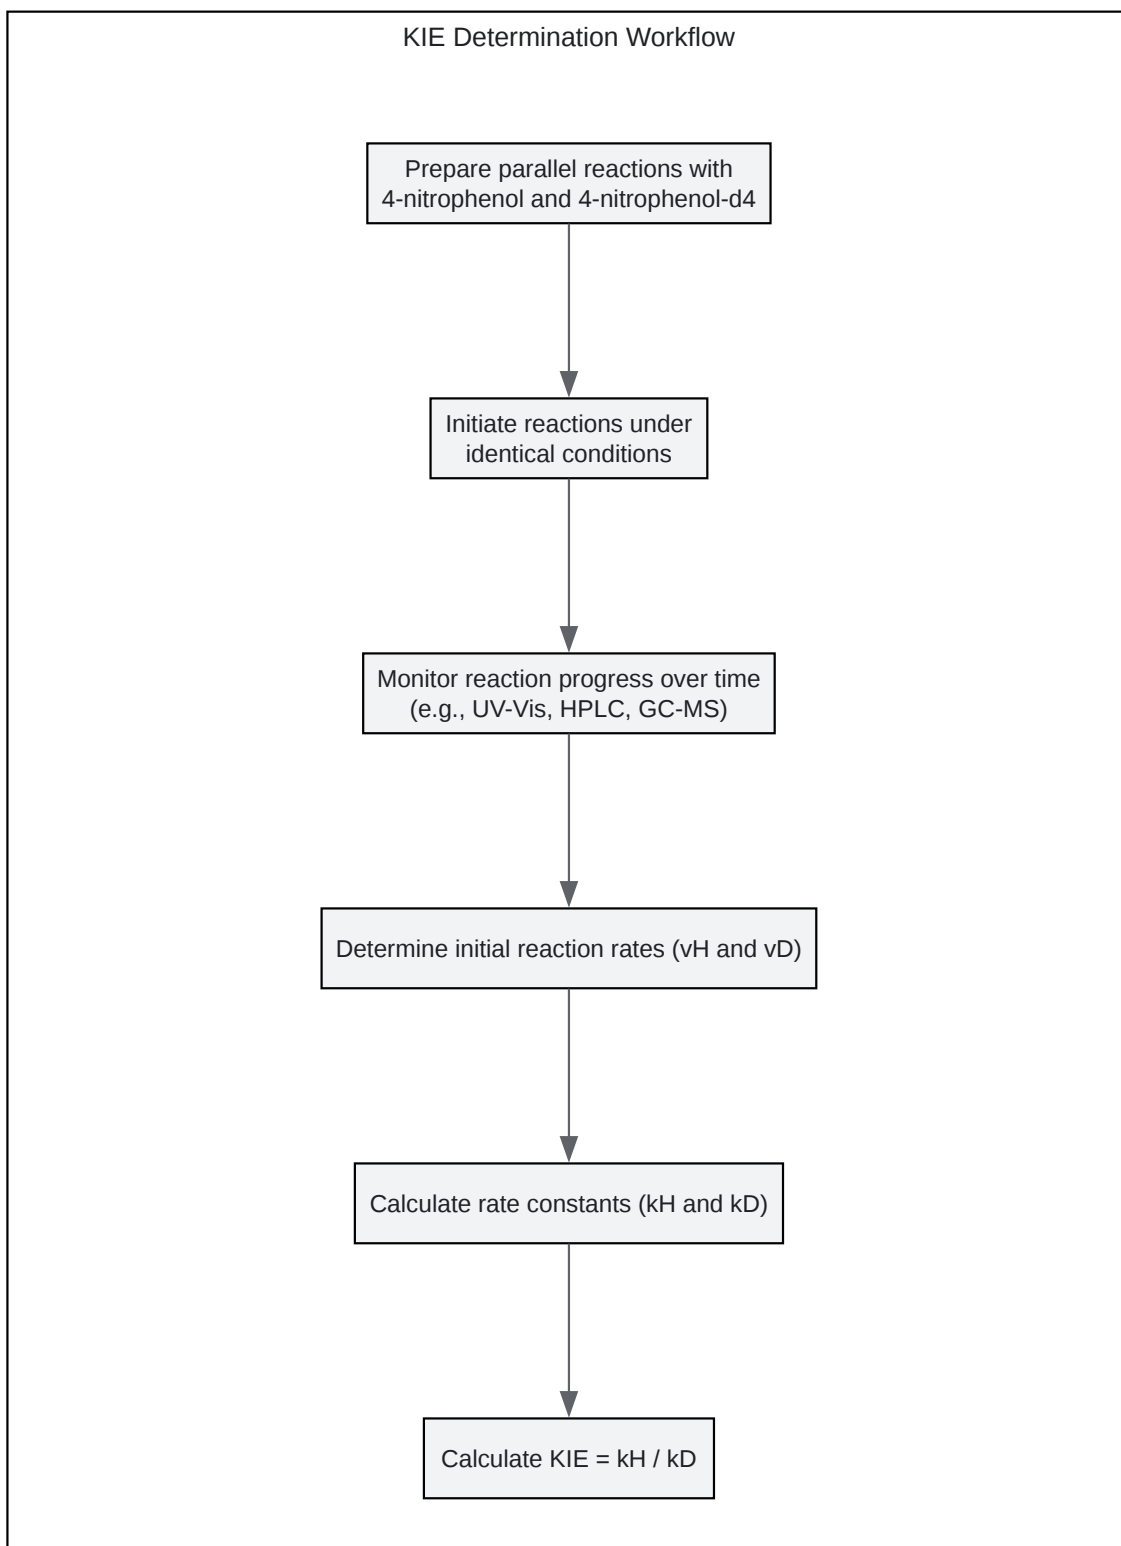 KIE Determination Workflow
Prepare parallel reactions with
4-nitrophenol and 4-nitrophenol-d4
Initiate reactions under
identical conditions
Monitor reaction progress over time
(e.g., UV-Vis, HPLC, GC-MS)
Determine initial reaction rates (vH and vD)
Calculate rate constants (kH and kD)
Calculate KIE = kH / kD